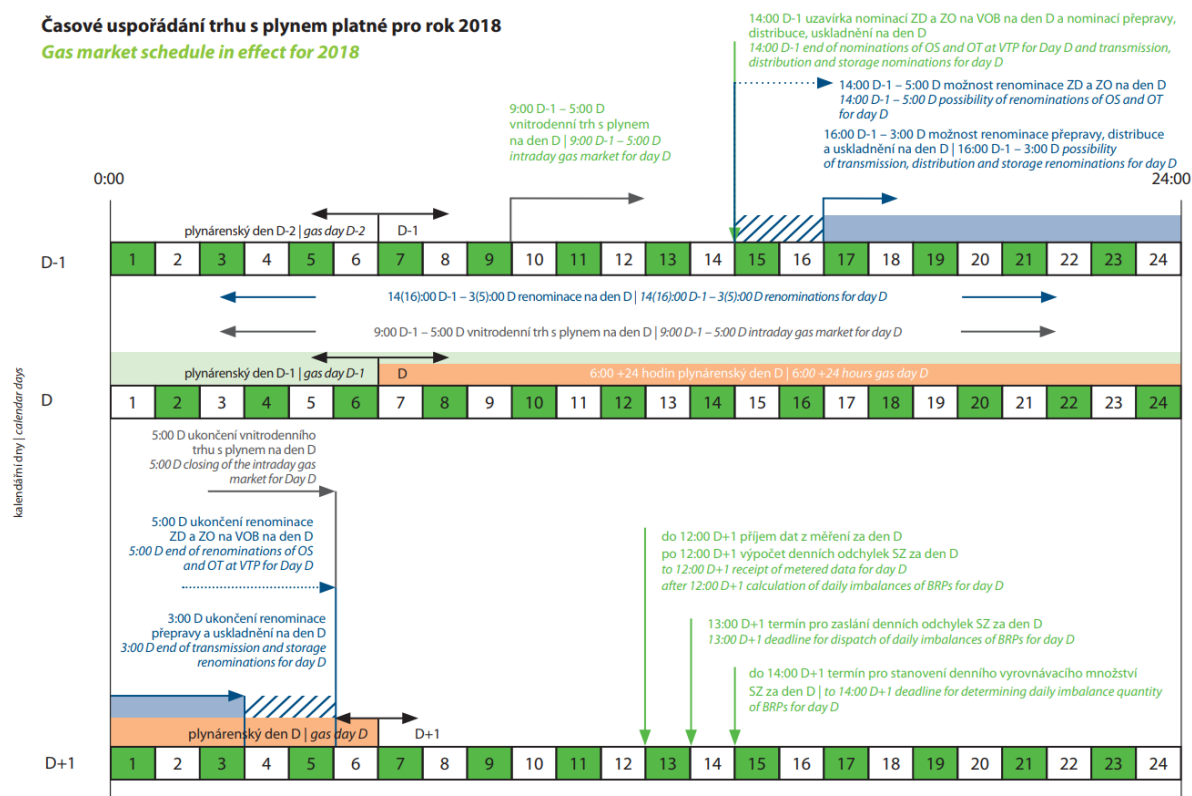 Časové uspořádání trhu s plynem platné pro rok 2018
Gas market schedule in effect for 2018
14:00 D-1 uzavírka nominací ZD a ZO na VOB na den D a nominací přepravy,
distribuce, uskladnění na den D
14:00 D-1 end of nominations of OS and OT at VTP for Day D and transmission,
distribution and storage nominations for day D
14:00 D-1 – 5:00 D možnost renominace ZD a ZO na den D
14:00 D-1 – 5:00 D possibility of renominations of OS and OT
for day D
9:00 D-1 – 5:00 D
vnitrodenní trh s plynem
na den D | 9:00 D-1 – 5:00 D
intraday gas market for day D
16:00 D-1 – 3:00 D možnost renominace přepravy, distribuce
a uskladnění na den D | 16:00 D-1 – 3:00 D possibility
of transmission, distribution and storage renominations for day D
0:00
24:00
plynárenský den D-2 | gas day D-2
D-1
D-1
1 2 3 4 5 6 7 8 9 10 11 12 13 14 15 16 17 18 19 20 21 22 23 24
14(16):00 D-1 – 3(5):00 D renominace na den D | 14(16):00 D-1 – 3(5):00 D renominations for day D
9:00 D-1 – 5:00 D vnitrodenní trh s plynem na den D | 9:00 D-1 – 5:00 D intraday gas market for day D
plynárenský den D-1 | gas day D-1
D
6:00 +24 hodin plynárenský den D | 6:00 +24 hours gas day D
D
1 2 3 4 5 6 7 8 9 10 11 12 13 14 15 16 17 18 19 20 21 22 23 24
kalendářní dny | calendar days
5:00 D ukončení vnitrodenního
trhu s plynem na den D
5:00 D closing of the intraday gas
market for Day D
5:00 D ukončení renominace
ZD a ZO na VOB na den D
5:00 D end of renominations of OS
and OT at VTP for Day D
3:00 D ukončení renominace
přepravy a uskladnění na den D
3:00 D end of transmission and storage
renominations for day D
do 12:00 D+1 příjem dat z měření za den D
po 12:00 D+1 výpočet denních odchylek SZ za den D
to 12:00 D+1 receipt of metered data for day D
after 12:00 D+1 calculation of daily imbalances of BRPs for day D
13:00 D+1 termín pro zaslání denních odchylek SZ za den D
13:00 D+1 deadline for dispatch of daily imbalances of BRPs for day D
do 14:00 D+1 termín pro stanovení denního vyrovnávacího množství
SZ za den D | to 14:00 D+1 deadline for determining daily imbalance quantity
of BRPs for day D
plynárenský den D | gas day D
D+1
D+1
1 2 3 4 5 6 7 8 9 10 11 12 13 14 15 16 17 18 19 20 21 22 23 24